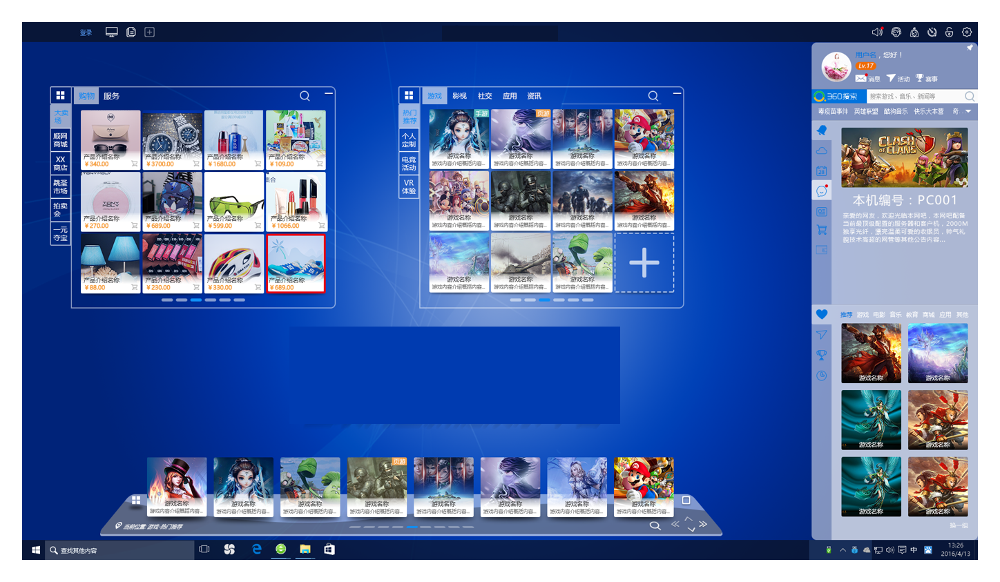 登录
购物 服务
大卖场
顺网商城
XX商店
跳蚤市场
拍卖会
一元夺宝
产品介绍名称
¥340.00
产品介绍名称
¥3700.00
产品介绍名称
¥1680.00
产品介绍名称
¥109.00
TONY MOLY
产品介绍名称
¥270.00
产品介绍名称
¥689.00
产品介绍名称
¥599.00
集合
产品介绍名称
¥1066.00
产品介绍名称
¥88.00
产品介绍名称
¥230.00
产品介绍名称
¥330.00
产品介绍名称
¥689.00
游戏 影视 社交 应用 资讯
热门推荐
个人定制
电竞活动
VR体验
手游
游戏名称
游戏内容介绍概括内容...
页游
游戏名称
游戏内容介绍概括内容...
游戏名称
游戏内容介绍概括内容...
游戏名称
游戏内容介绍概括内容...
游戏名称
游戏内容介绍概括内容...
游戏名称
游戏内容介绍概括内容...
游戏名称
游戏内容介绍概括内容...
游戏名称
游戏内容介绍概括内容...
游戏名称
游戏内容介绍概括内容...
游戏名称
游戏内容介绍概括内容...
游戏名称
游戏内容介绍概括内容...
用户名，您好！
Lv.17
消息 活动 赛事
360搜索 搜索游戏、音乐、新闻等
毒疫苗事件 英雄联盟 酷狗音乐 快乐大本营 奇..
28
CLASH OF CLANS
本机编号：PC001
亲爱的网友，欢迎光临本网吧，本网吧配备
当前最顶级配置的服务器和客户机，2000M
独享光纤，漂亮温柔可爱的收银员，帅气礼
貌技术高超的网管等其他公告内容...
推荐 游戏 电影 音乐 教育 商城 应用 其他
游戏名称 游戏名称
游戏名称 游戏名称
游戏名称 游戏名称
换一组
游戏名称
游戏内容介绍概括内容...
游戏名称
游戏内容介绍概括内容...
游戏名称
游戏内容介绍概括内容...
页游
游戏名称
游戏内容介绍概括内容...
游戏名称
游戏内容介绍概括内容...
游戏名称
游戏内容介绍概括内容...
游戏名称
游戏内容介绍概括内容...
游戏名称
游戏内容介绍概括内容...
当前位置: 游戏-热门推荐
查找其他内容
中
13:26
2016/4/13